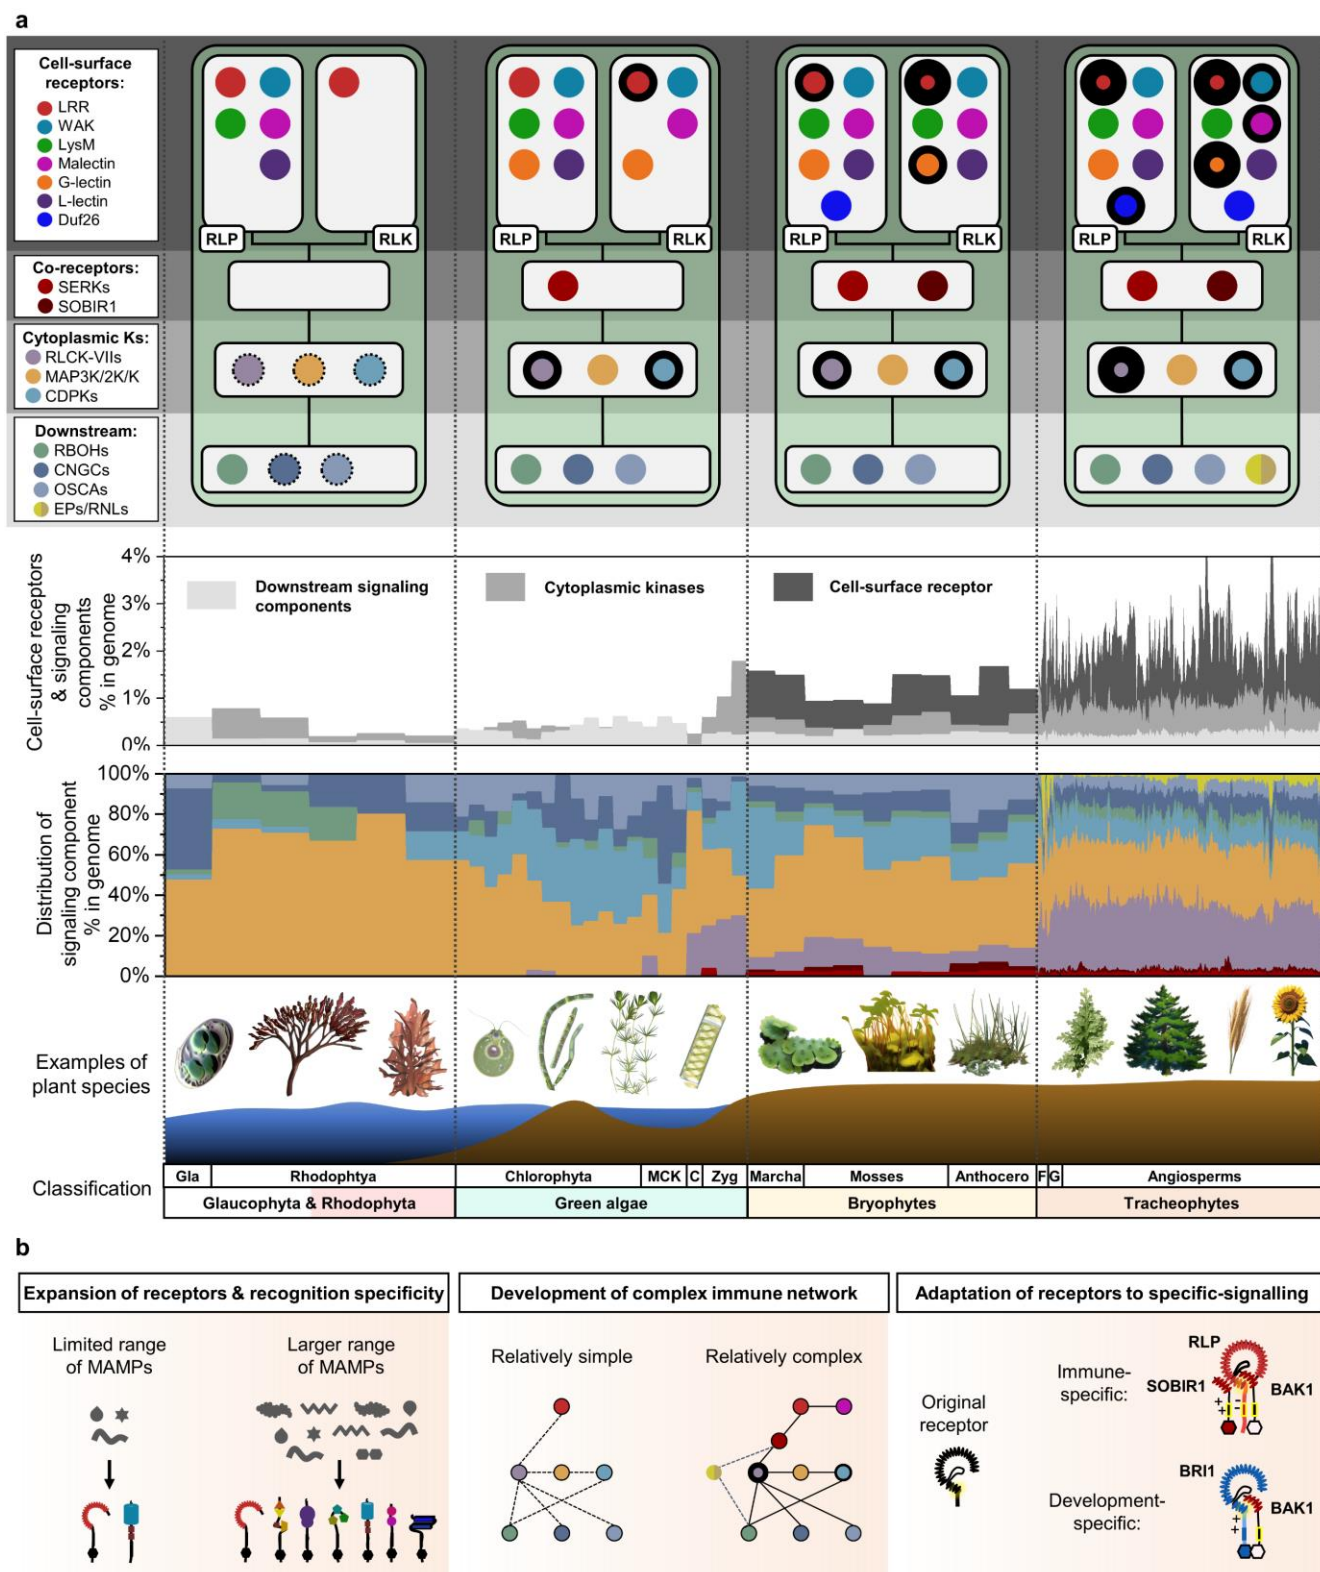 a
Cell-surface
receptors:
LRR
WAK
LysM
Malectin
G-lectin
L-lectin
Duf26
RLP
RLK
RLP
RLK
RLP
RLK
RLP
RLK
Co-receptors:
SERKs
SOBIR1
Cytoplasmic Ks:
RLCK-VIIs
MAP3K/2K/K
CDPKs
Downstream:
RBOHs
CNGCs
OSCAs
EPs/RNLs
Cell-surface receptors
& signaling
components
% in genome
4%
3%
2%
1%
0%
Downstream signaling
components
Cytoplasmic kinases
Cell-surface receptor
Distribution of
signaling component
% in genome
100%
80%
60%
40%
20%
0%
Examples of
plant species
Classification
Gla
Rhodophtya
Chlorophyta
MCK
C
Zyg
Marcha
Mosses
Anthocero
F
G
Angiosperms
Glaucophyta & Rhodophyta
Green algae
Bryophytes
Tracheophytes
b
Expansion of receptors & recognition specificity
Limited range
of MAMPs
Larger range
of MAMPs
Development of complex immune network
Relatively simple
Relatively complex
Adaptation of receptors to specific-signalling
Original
receptor
Immune-
specific:
RLP
SOBIR1
BAK1
+
+
-
-
Development-
specific:
BRI1
BAK1
+
+